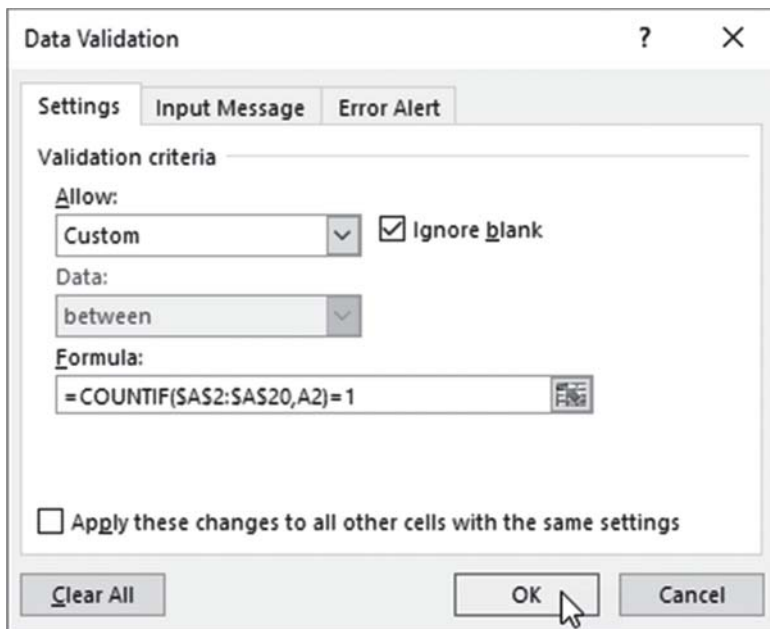 Data Validation ? ×
Settings Input Message Error Alert
Validation criteria
Allow:
Custom Ignore blank
Data:
between
Formula:
=COUNTIF($A$2:$A$20,A2)=1
Apply these changes to all other cells with the same settings
Clear All OK Cancel